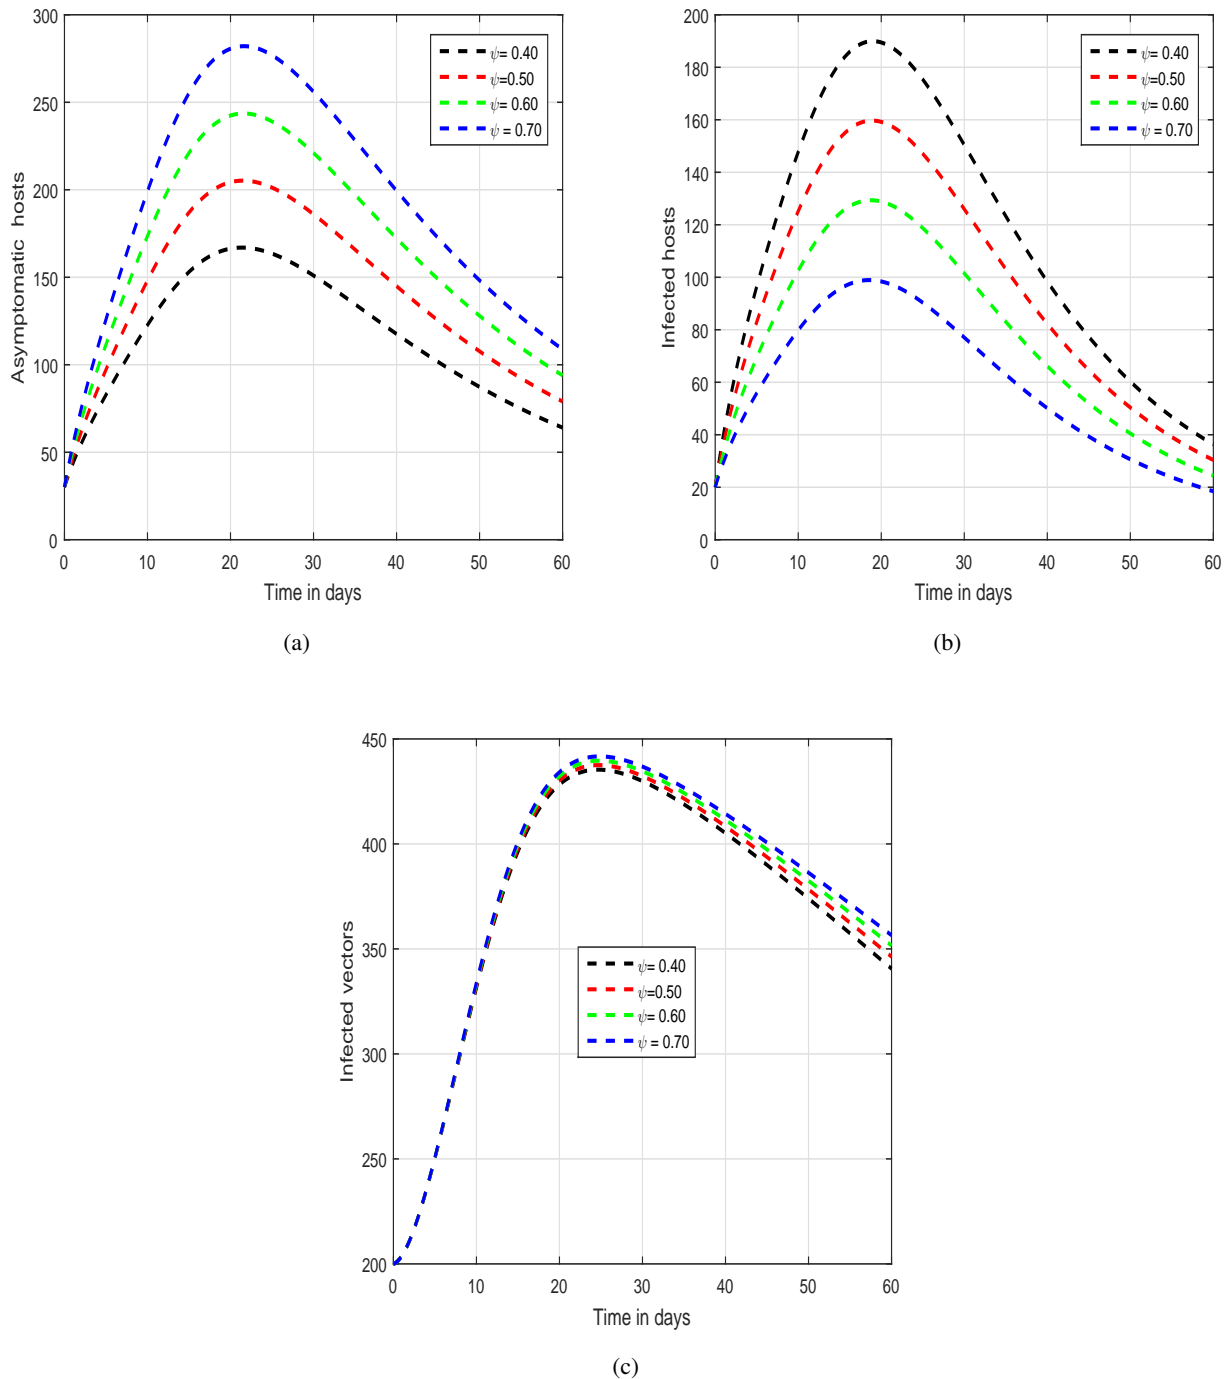 300
250
200
150
100
50
0
Asymptomatic hosts
ψ= 0.40
ψ=0.50
ψ= 0.60
ψ = 0.70
0 10 20 30 40 50 60
Time in days
(a)
200
180
160
140
120
100
80
60
40
20
0
Infected hosts
ψ= 0.40
ψ=0.50
ψ= 0.60
ψ = 0.70
0 10 20 30 40 50 60
Time in days
(b)
450
400
350
300
250
200
Infected vectors
ψ= 0.40
ψ=0.50
ψ= 0.60
ψ = 0.70
0 10 20 30 40 50 60
Time in days
(c)